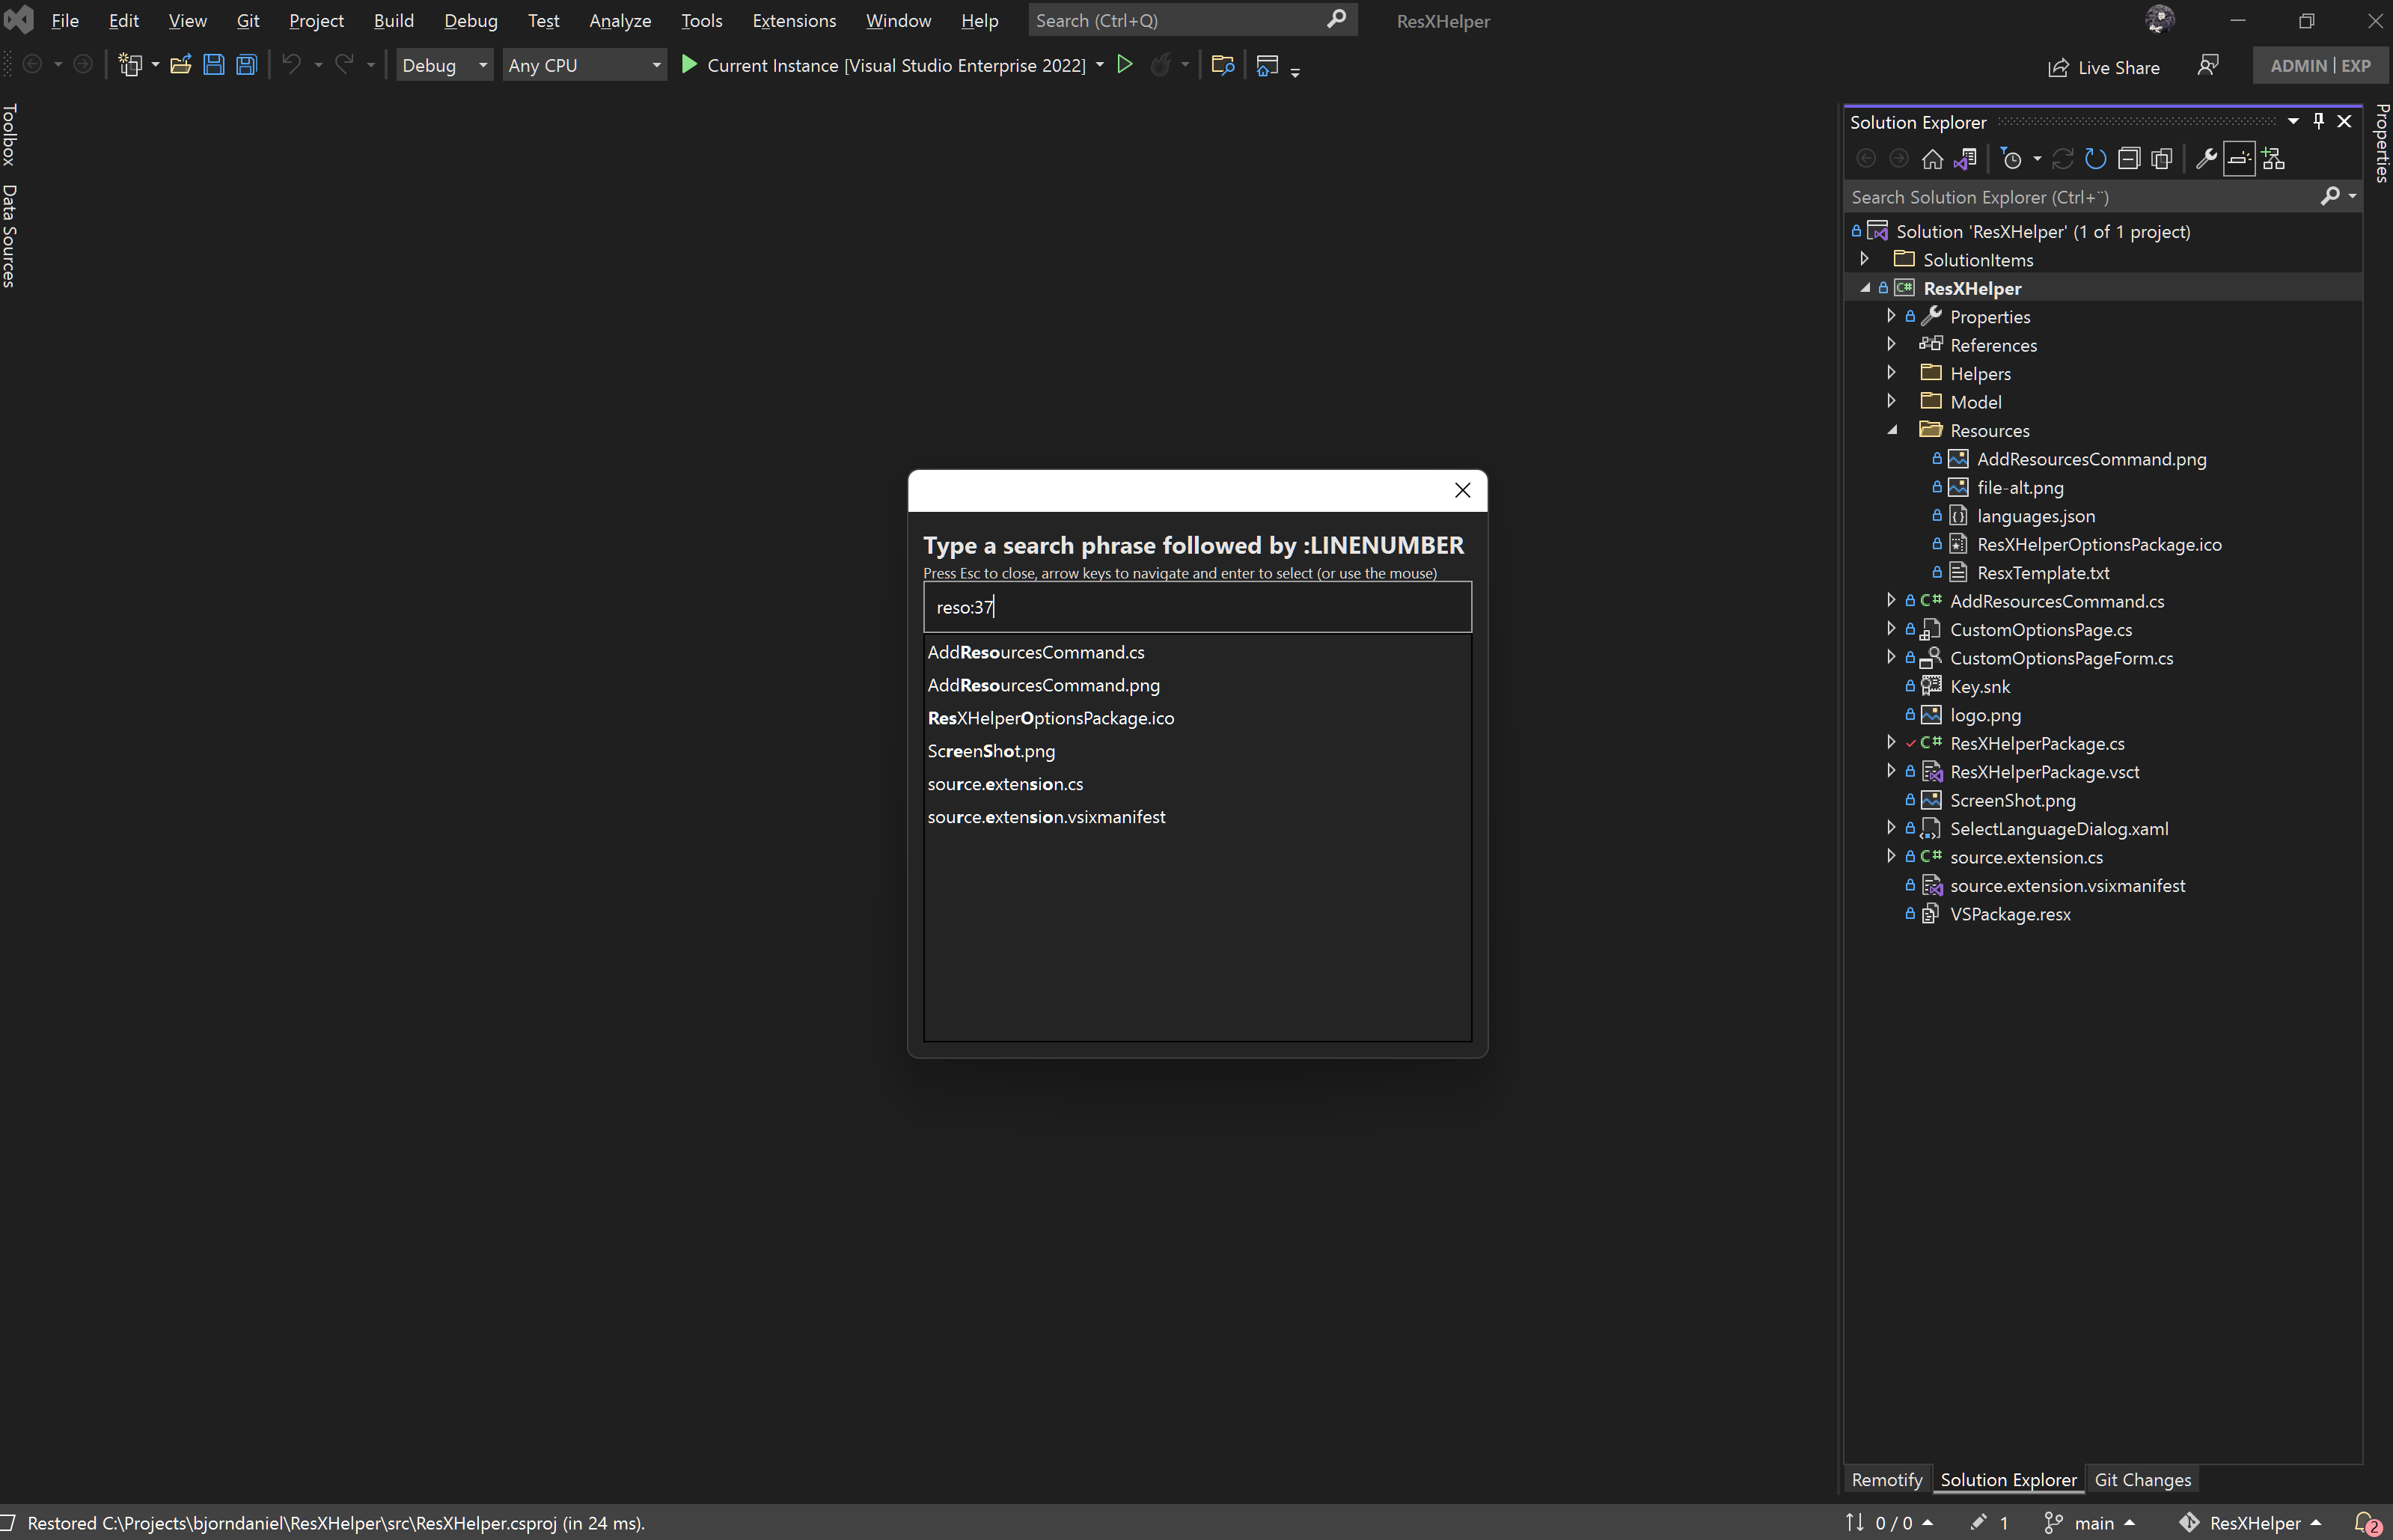 File Edit View Git Project Build Debug Test Analyze Tools Extensions Window Help Search (Ctrl+Q) ResXHelper
Debug Any CPU Current Instance [Visual Studio Enterprise 2022] Live Share ADMIN | EXP
Toolbox
Data Sources
Type a search phrase followed by :LINENUMBER
Press Esc to close, arrow keys to navigate and enter to select (or use the mouse)
reso:37
AddResourcesCommand.cs
AddResourcesCommand.png
ResXHelperOptionsPackage.ico
ScreenShot.png
source.extension.cs
source.extension.vsixmanifest
Solution Explorer
Search Solution Explorer (Ctrl+¨)
Solution 'ResXHelper' (1 of 1 project)
SolutionItems
C# ResXHelper
Properties
References
Helpers
Model
Resources
AddResourcesCommand.png
file-alt.png
languages.json
ResXHelperOptionsPackage.ico
ResxTemplate.txt
C# AddResourcesCommand.cs
CustomOptionsPage.cs
CustomOptionsPageForm.cs
Key.snk
logo.png
C# ResXHelperPackage.cs
ResXHelperPackage.vsct
ScreenShot.png
SelectLanguageDialog.xaml
C# source.extension.cs
source.extension.vsixmanifest
VSPackage.resx
Remotify Solution Explorer Git Changes
Properties
Restored C:\Projects\bjorndaniel\ResXHelper\src\ResXHelper.csproj (in 24 ms). 0 / 0 1 main ResXHelper 2